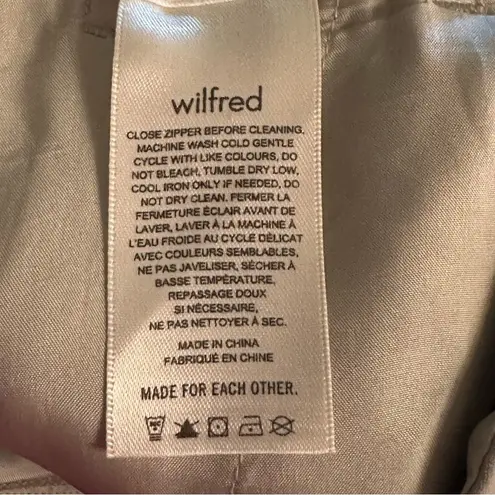 wilfred
CLOSE ZIPPER BEFORE CLEANING,
MACHINE WASH COLD GENTLE
CYCLE WITH LIKE COLOURS, DO
NOT BLEACH, TUMBLE DRY LOW,
COOL IRON ONLY IF NEEDED, DO
NOT DRY CLEAN. FERMER LA
FERMETURE ÉCLAIR AVANT DE
LAVER, LAVER À LA MACHINE À
L'EAU FROIDE AU CYCLE DÉLICAT
AVEC COULEURS SEMBLABLES,
NE PAS JAVELISER, SÉCHER À
BASSE TEMPÉRATURE,
REPASSAGE DOUX
SI NÉCESSAIRE,
NE PAS NETTOYER À SEC.
MADE IN CHINA
FABRIQUÉ EN CHINE
MADE FOR EACH OTHER.